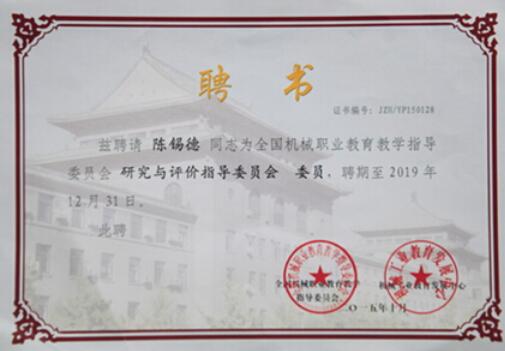 聘 书
证书编号：JZH/YP150128
兹聘请 陈锡德 同志为全国机械职业教育教学指导
委员会 研究与评价指导委员会 委员，聘期至2019年
12月31日。
此聘
全国机械职业教育教学 机械工业教育发展中心
指导委员会
二〇一五年十月